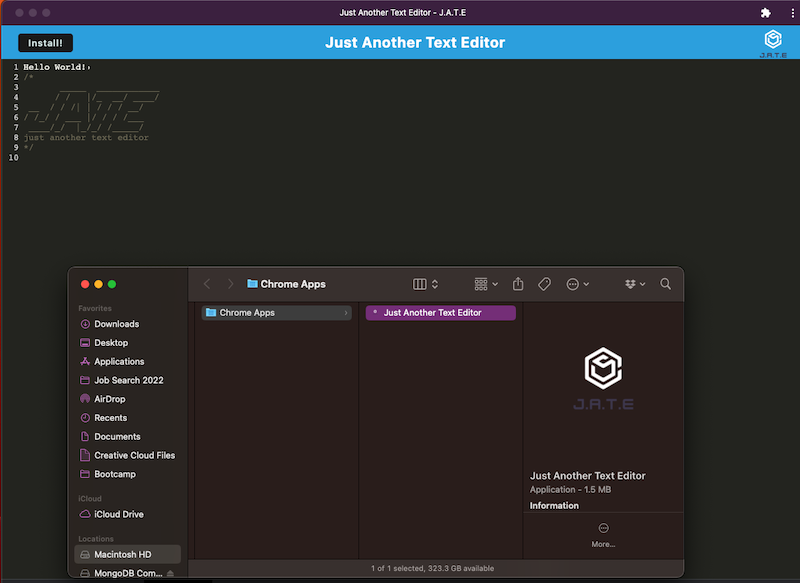 Just Another Text Editor - J.A.T.E
Install!
Just Another Text Editor
J.A.T.E
1 Hello World!;
2 /*
3
4
5
6
7
8 just another text editor
9 */
10
Chrome Apps
Favorites
Downloads
Desktop
Applications
Job Search 2022
AirDrop
Recents
Documents
Creative Cloud Files
Bootcamp
iCloud
iCloud Drive
Locations
Macintosh HD
MongoDB Com...
Chrome Apps
Just Another Text Editor
J.A.T.E
Just Another Text Editor
Application - 1.5 MB
Information
More...
1 of 1 selected, 323.3 GB available